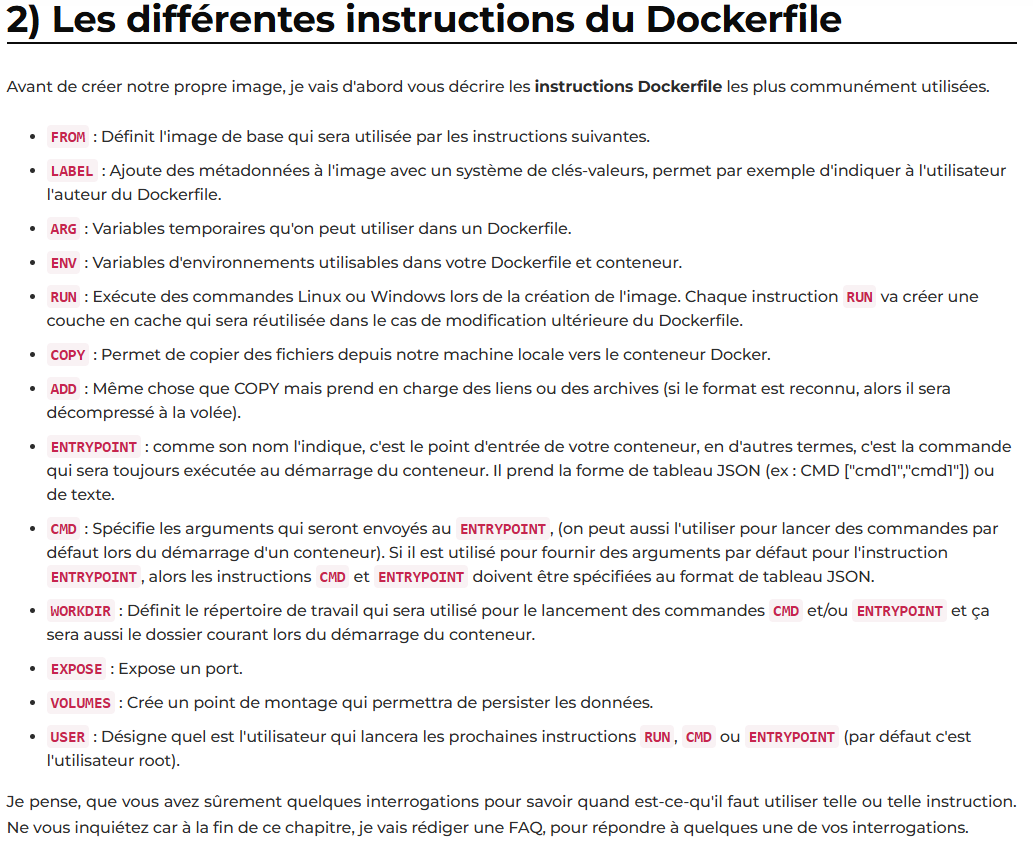 2) Les différentes instructions du Dockerfile
Avant de créer notre propre image, je vais d'abord vous décrire les instructions Dockerfile les plus communément utilisées.
• FROM : Définit l'image de base qui sera utilisée par les instructions suivantes.
• LABEL : Ajoute des métadonnées à l'image avec un système de clés-valeurs, permet par exemple d'indiquer à l'utilisateur
l'auteur du Dockerfile.
• ARG : Variables temporaires qu'on peut utiliser dans un Dockerfile.
• ENV : Variables d'environnements utilisables dans votre Dockerfile et conteneur.
• RUN : Exécute des commandes Linux ou Windows lors de la création de l'image. Chaque instruction RUN va créer une
couche en cache qui sera réutilisée dans le cas de modification ultérieure du Dockerfile.
• COPY : Permet de copier des fichiers depuis notre machine locale vers le conteneur Docker.
• ADD : Même chose que COPY mais prend en charge des liens ou des archives (si le format est reconnu, alors il sera
décompressé à la volée).
• ENTRYPOINT : comme son nom l'indique, c'est le point d'entrée de votre conteneur, en d'autres termes, c'est la commande
qui sera toujours exécutée au démarrage du conteneur. Il prend la forme de tableau JSON (ex : CMD ["cmd1","cmd1"]) ou
de texte.
• CMD : Spécifie les arguments qui seront envoyés au ENTRYPOINT, (on peut aussi l'utiliser pour lancer des commandes par
défaut lors du démarrage d'un conteneur). Si il est utilisé pour fournir des arguments par défaut pour l'instruction
ENTRYPOINT, alors les instructions CMD et ENTRYPOINT doivent être spécifiées au format de tableau JSON.
• WORKDIR : Définit le répertoire de travail qui sera utilisé pour le lancement des commandes CMD et/ou ENTRYPOINT et ça
sera aussi le dossier courant lors du démarrage du conteneur.
• EXPOSE : Expose un port.
• VOLUMES : Crée un point de montage qui permettra de persister les données.
• USER : Désigne quel est l'utilisateur qui lancera les prochaines instructions RUN, CMD ou ENTRYPOINT (par défaut c'est
l'utilisateur root).
Je pense, que vous avez sûrement quelques interrogations pour savoir quand est-ce-qu'il faut utiliser telle ou telle instruction.
Ne vous inquiétez car à la fin de ce chapitre, je vais rédiger une FAQ, pour répondre à quelques une de vos interrogations.